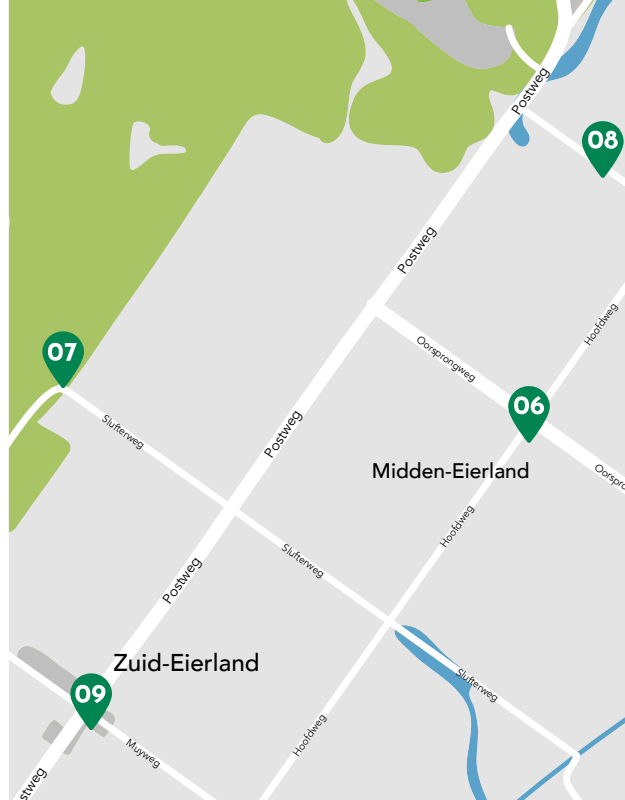 Postweg
08
Postweg
Hoofdweg
07
Oorsprongweg
06
Slufterweg
Postweg
Midden-Eierland
Oorspro
Hoofdweg
Slufterweg
Postweg
Zuid-Eierland
Slufterweg
09
Hoofdweg
Muyweg
stweg